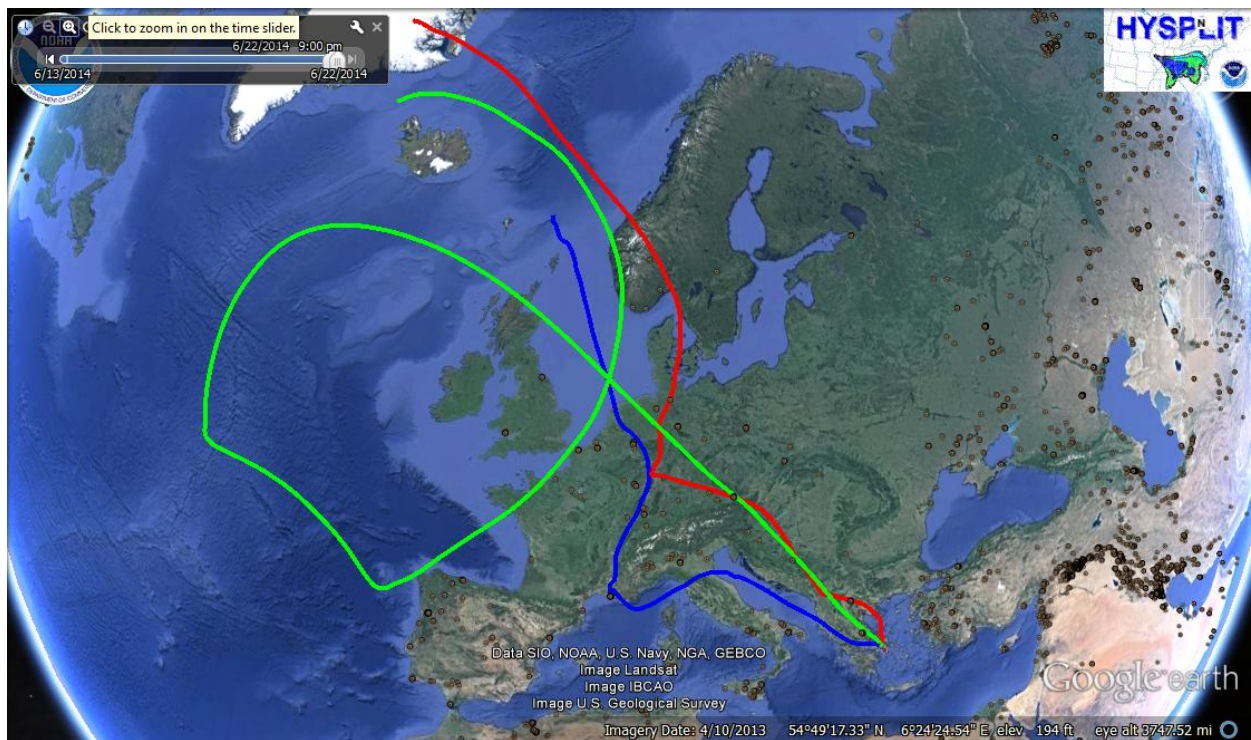 Click to zoom in on the time slider.
NOAA
6/22/2014 9:00 pm
6/13/2014
6/22/2014
HYSPLIT
Data SIO, NOAA, U.S. Navy, NGA, GEBCO
Image Landsat
Image IBCAO
Image U.S. Geological Survey
Google earth
Imagery Date: 4/10/2013 54°49'17.33" N 6°24'24.54" E elev 194 ft eye alt 3747.52 mi